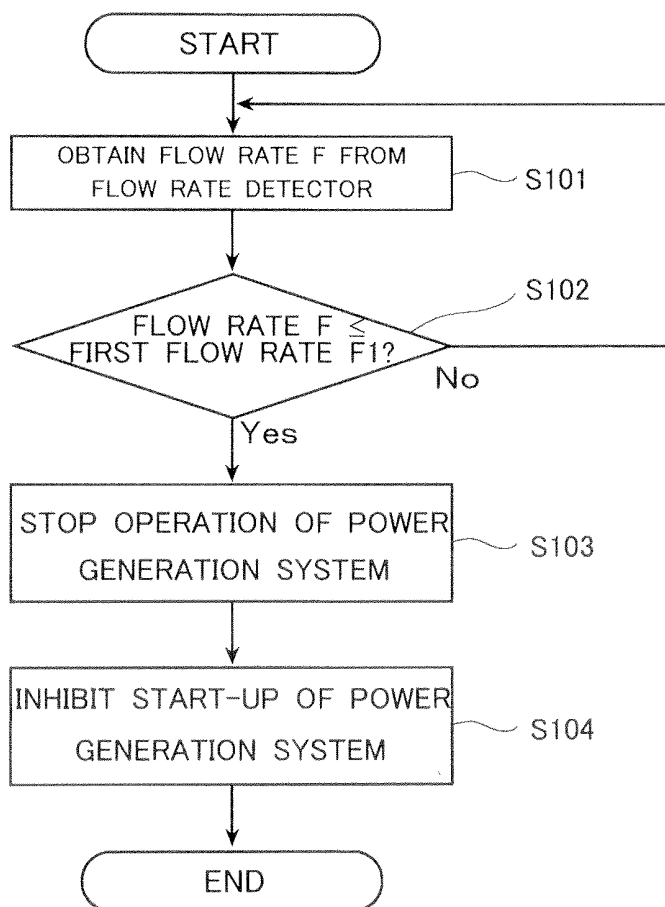 START
OBTAIN FLOW RATE F FROM
FLOW RATE DETECTOR
S101
FLOW RATE F ≤
FIRST FLOW RATE F1?
S102
No
Yes
STOP OPERATION OF POWER
GENERATION SYSTEM
S103
INHIBIT START-UP OF POWER
GENERATION SYSTEM
S104
END